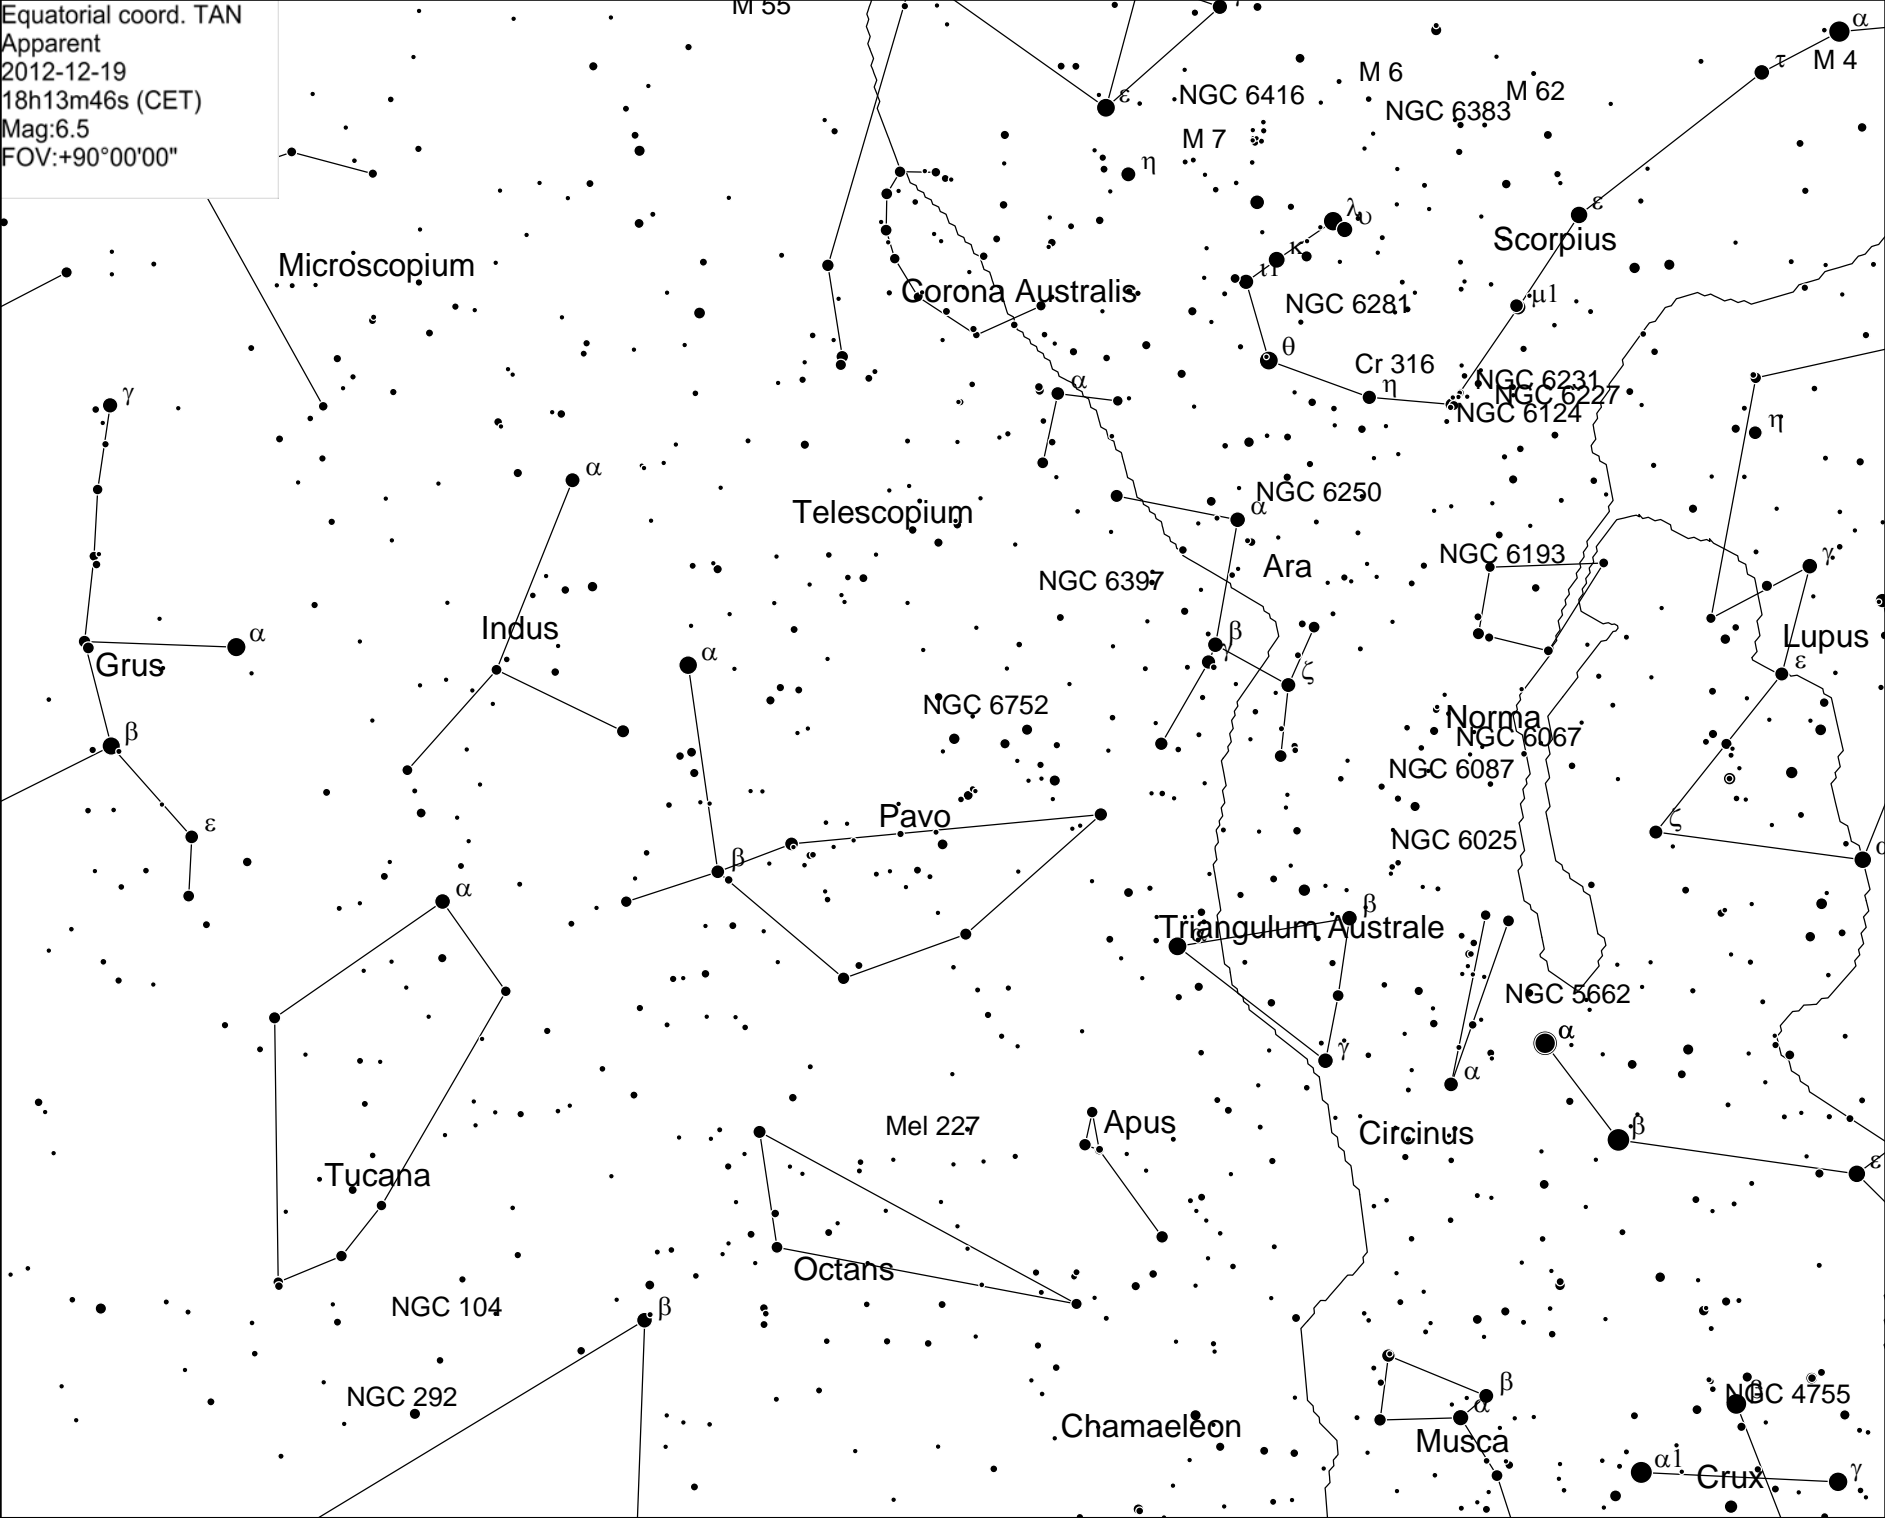 Equatorial coord. TAN
Apparent
2012-12-19
18h13m46s (CET)
Mag:6.5
FOV:+90°00'00"
M 55
α
τ
M 4
M 6
M 62
ε
NGC 6416
NGC 6383
M 7
η
λ
υ
ε
Scorpius
κ
ι1
Microscopium
Corona Australis
NGC 6281
μ1
θ
Cr 316
η
NGC 6231
NGC 6227
NGC 6124
α
γ
η
α
Telescopium
NGC 6250
α
Ara
NGC 6193
γ
NGC 6397
Indus
β
γ
Lupus
α
Grus
α
ζ
ε
NGC 6752
Norma
NGC 6067
β
NGC 6087
ε
Pavo
ζ
NGC 6025
β
α
α
β
Triangulum Australe
α
NGC 5662
α
γ
α
Mel 227
Apus
Circinus
β
ε
Tucana
Octans
NGC 104
β
NGC 292
β
NGC 4755
β
α
Chamaeleon
Musca
α1
Crux
γ